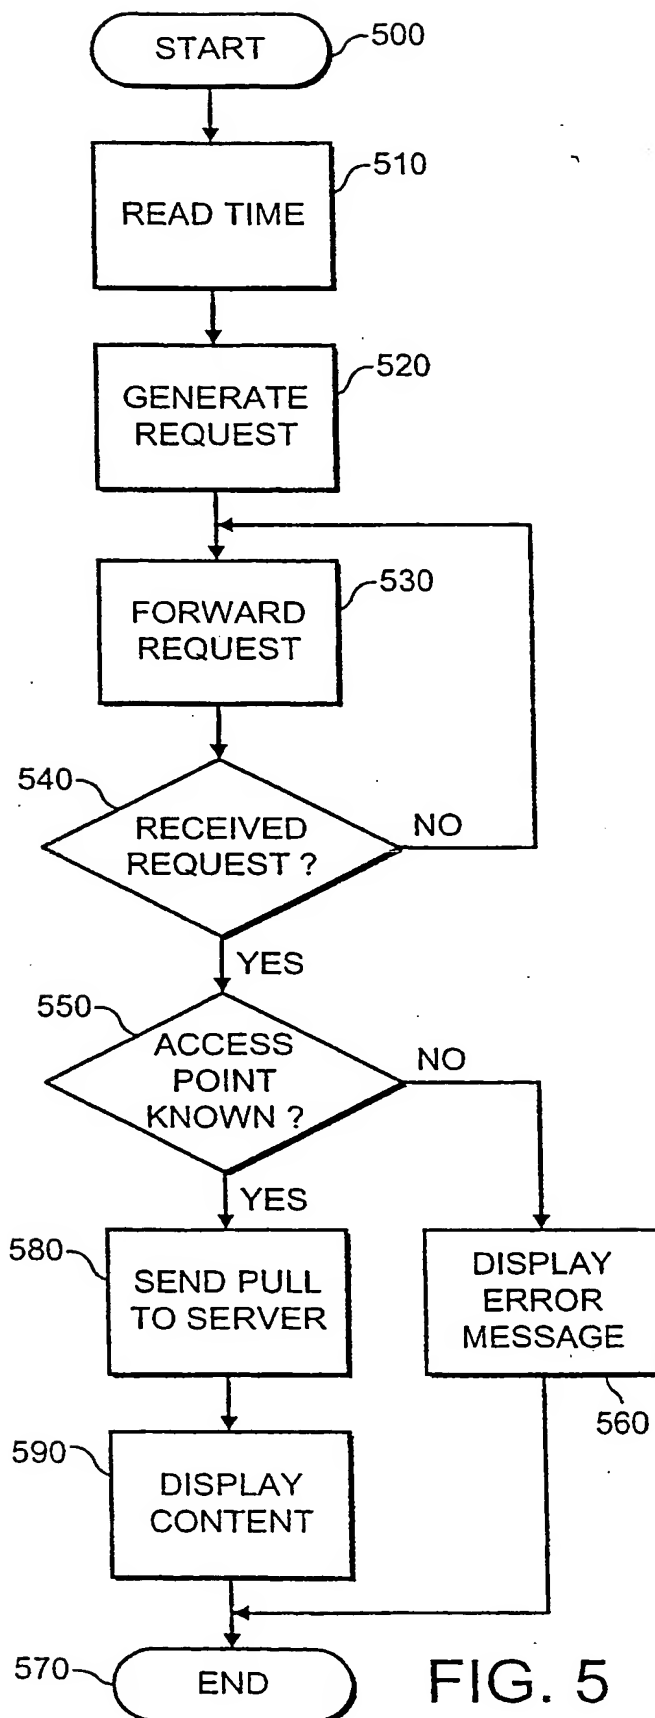 START
500
510
READ TIME
520
GENERATE
REQUEST
530
FORWARD
REQUEST
540
RECEIVED
REQUEST ?
NO
YES
550
ACCESS
POINT
KNOWN ?
NO
YES
580
SEND PULL
TO SERVER
DISPLAY
ERROR
MESSAGE
560
590
DISPLAY
CONTENT
570
END
FIG. 5